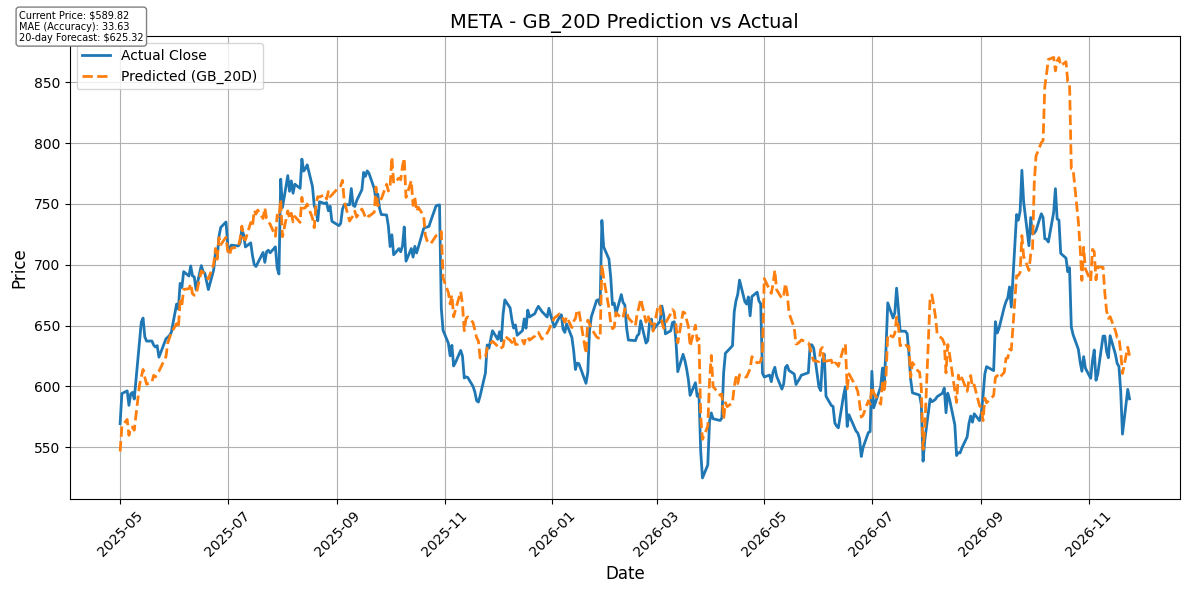 META - GB_20D Prediction vs Actual
Current Price: $589.82
MAE (Accuracy): 33.63
20-day Forecast: $625.32
Actual Close
Predicted (GB_20D)
Price
850
800
750
700
650
600
550
2025-05
2025-07
2025-09
2025-11
2026-01
2026-03
2026-05
2026-07
2026-09
2026-11
Date